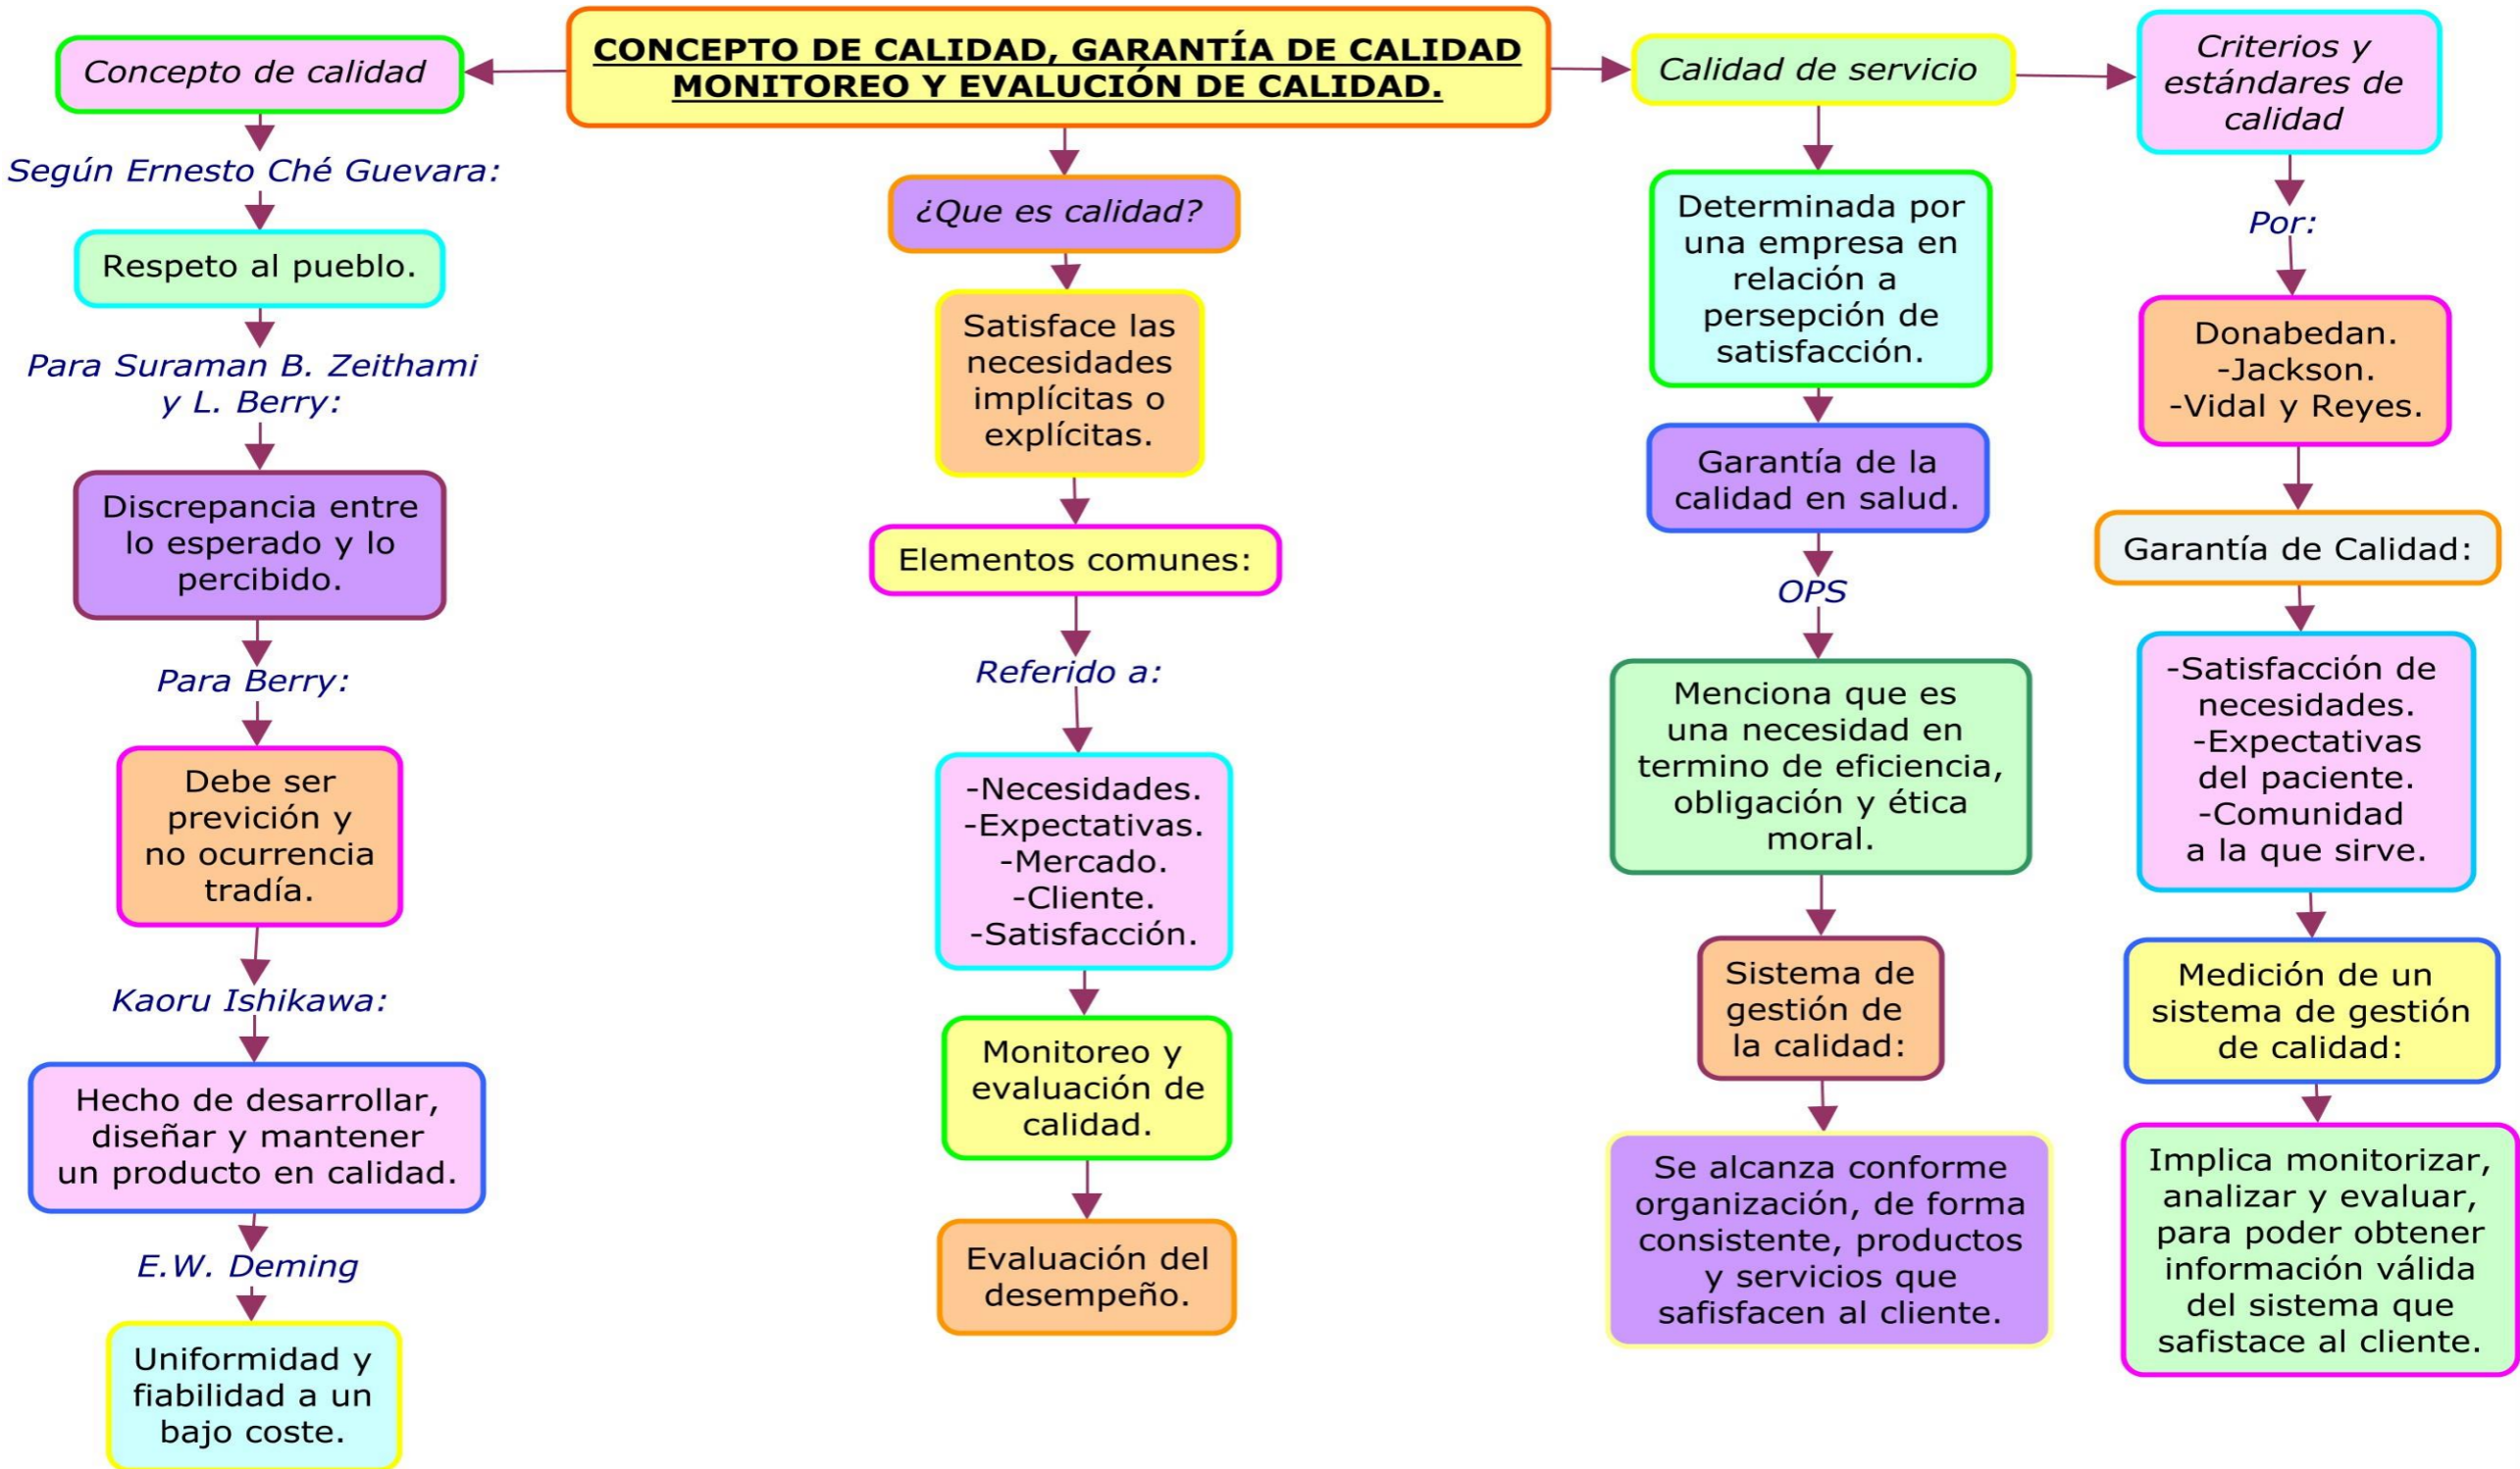 CONCEPTO DE CALIDAD, GARANTÍA DE CALIDAD
MONITOREO Y EVALUCIÓN DE CALIDAD.
Concepto de calidad
Según Ernesto Ché Guevara:
Respeto al pueblo.
Para Suraman B. Zeithami
y L. Berry:
Discrepancia entre
lo esperado y lo
percibido.
Para Berry:
Debe ser
previción y
no ocurrencia
tradía.
Kaoru Ishikawa:
Hecho de desarrollar,
diseñar y mantener
un producto en calidad.
E.W. Deming
Uniformidad y
fiabilidad a un
bajo coste.
¿Que es calidad?
Satisface las
necesidades
implícitas o
explícitas.
Elementos comunes:
Referido a:
-Necesidades.
-Expectativas.
-Mercado.
-Cliente.
-Satisfacción.
Monitoreo y
evaluación de
calidad.
Evaluación del
desempeño.
Calidad de servicio
Determinada por
una empresa en
relación a
persepción de
satisfacción.
Garantía de la
calidad en salud.
OPS
Menciona que es
una necesidad en
termino de eficiencia,
obligación y ética
moral.
Sistema de
gestión de
la calidad:
Se alcanza conforme
organización, de forma
consistente, productos
y servicios que
safisfacen al cliente.
Criterios y
estándares de
calidad
Por:
Donabedan.
-Jackson.
-Vidal y Reyes.
Garantía de Calidad:
-Satisfacción de
necesidades.
-Expectativas
del paciente.
-Comunidad
a la que sirve.
Medición de un
sistema de gestión
de calidad:
Implica monitorizar,
analizar y evaluar,
para poder obtener
información válida
del sistema que
safistace al cliente.